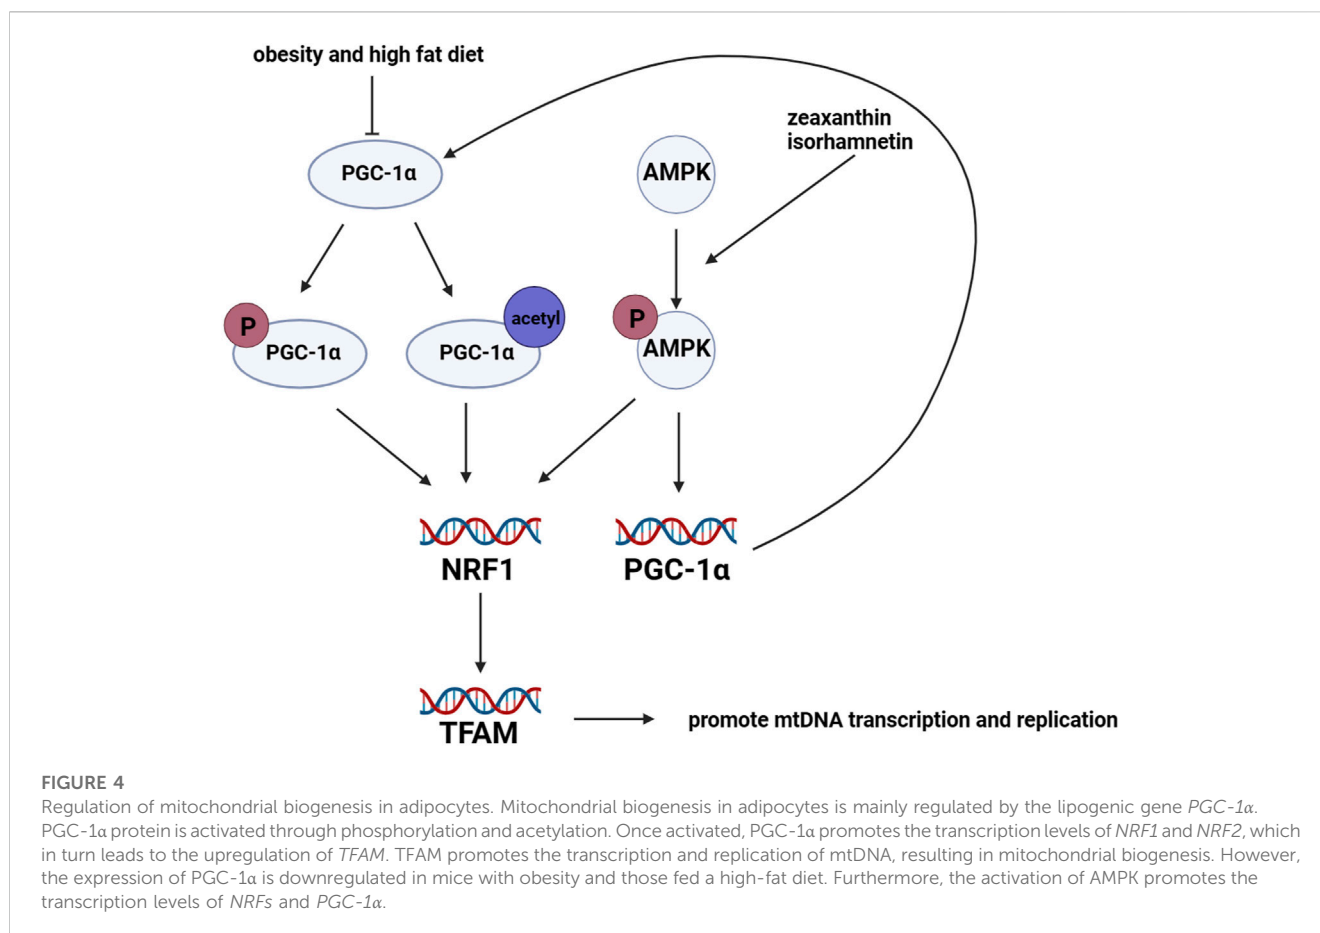 obesity and high fat diet
zeaxanthin
isorhamnetin
PGC-1α
AMPK
P
PGC-1α
acetyl
PGC-1α
P
AMPK
NRF1
PGC-1α
TFAM
promote mtDNA transcription and replication
FIGURE 4
Regulation of mitochondrial biogenesis in adipocytes. Mitochondrial biogenesis in adipocytes is mainly regulated by the lipogenic gene PGC-1α.
PGC-1α protein is activated through phosphorylation and acetylation. Once activated, PGC-1α promotes the transcription levels of NRF1 and NRF2, which
in turn leads to the upregulation of TFAM. TFAM promotes the transcription and replication of mtDNA, resulting in mitochondrial biogenesis. However,
the expression of PGC-1α is downregulated in mice with obesity and those fed a high-fat diet. Furthermore, the activation of AMPK promotes the
transcription levels of NRFs and PGC-1α.